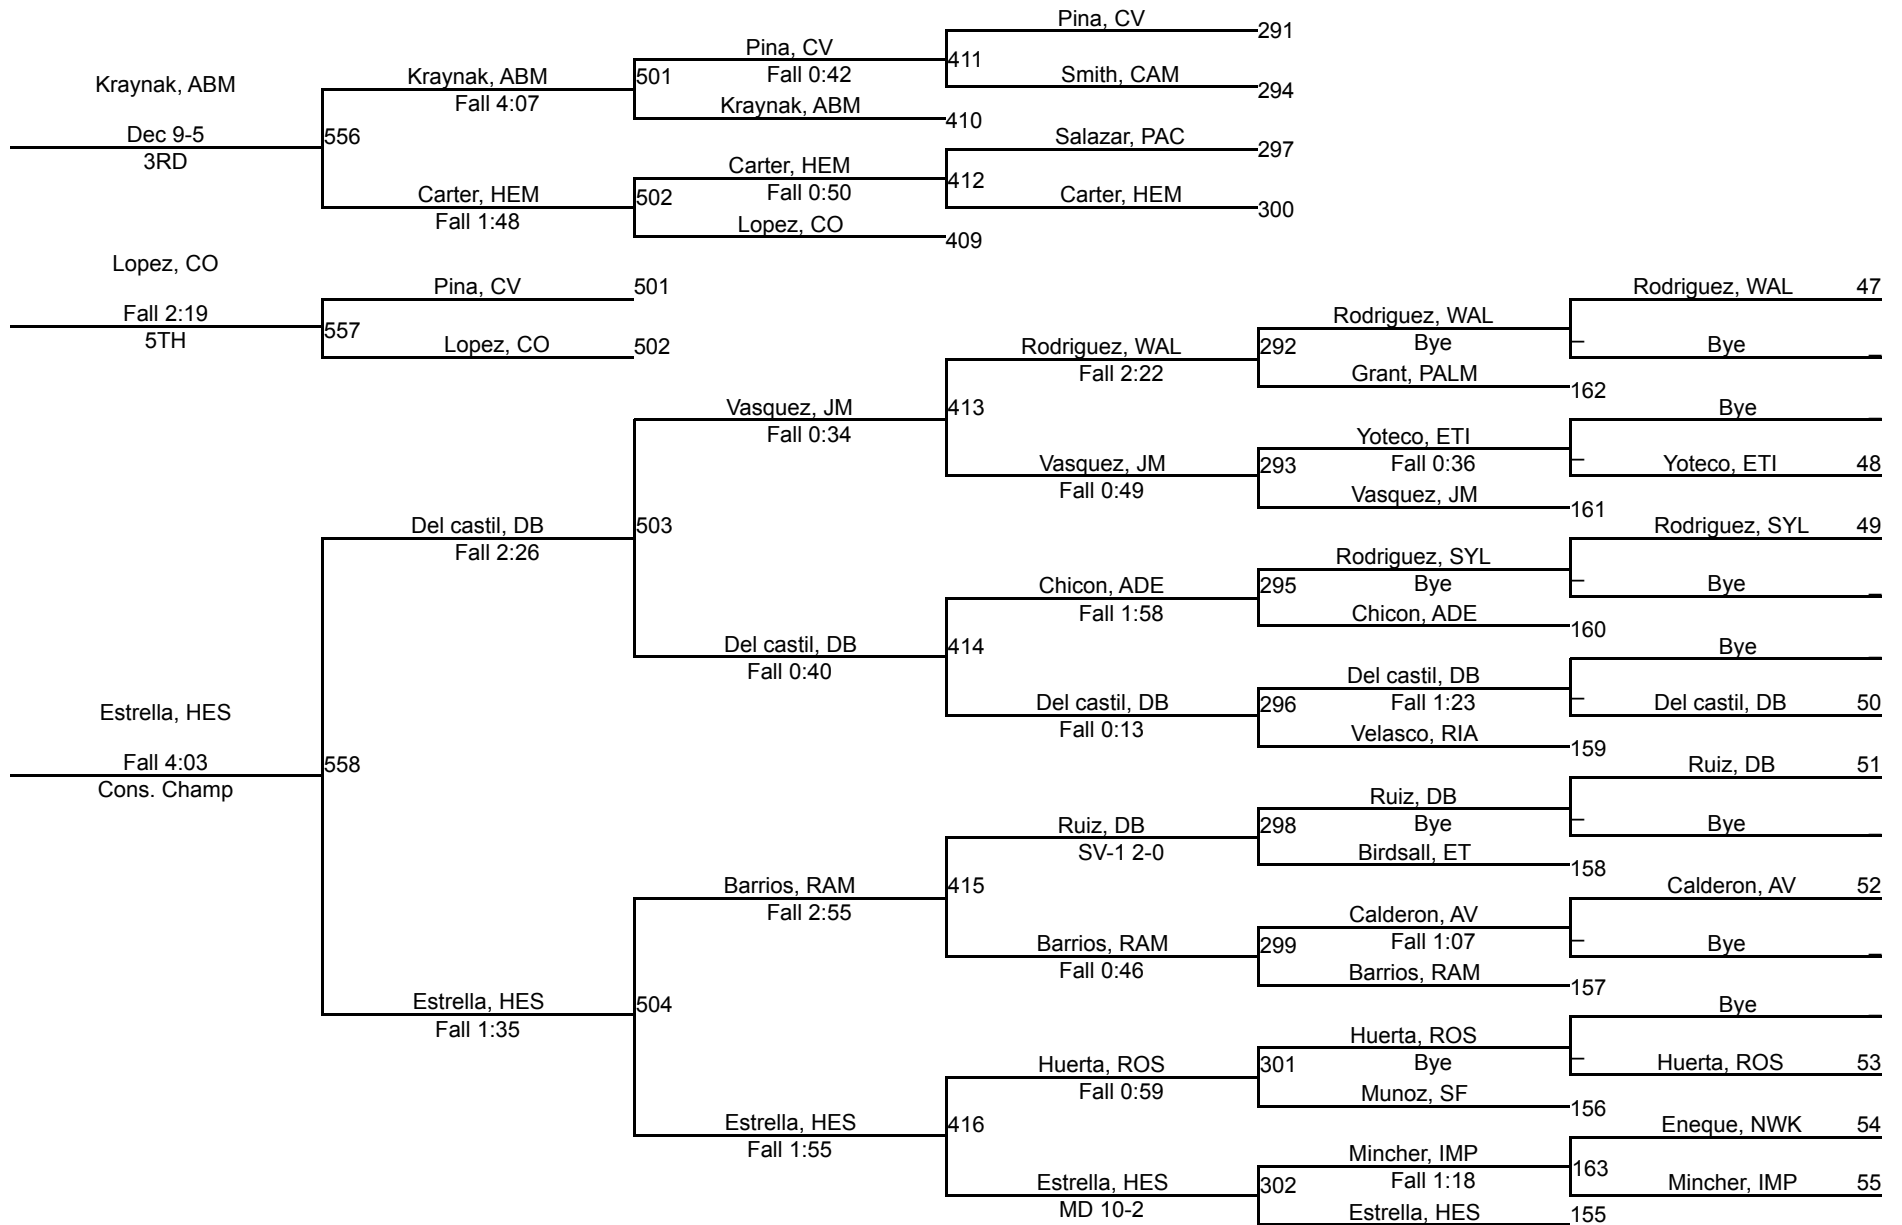 Pina, CV
291
Pina, CV
411
Kraynak, ABM
Kraynak, ABM
501
Fall 0:42
Smith, CAM
294
Fall 4:07
Kraynak, ABM
410
Dec 9-5
556
Salazar, PAC
297
3RD
Carter, HEM
412
Carter, HEM
502
Fall 0:50
Carter, HEM
300
Fall 1:48
Lopez, CO
409
Lopez, CO
Pina, CV
501
Rodriguez, WAL
47
Fall 2:19
557
Rodriguez, WAL
5TH
Lopez, CO
502
Rodriguez, WAL
292
Bye
Bye
Fall 2:22
Grant, PALM
162
Vasquez, JM
413
Bye
Fall 0:34
Yoteco, ETI
Vasquez, JM
293
Fall 0:36
Yoteco, ETI
48
Fall 0:49
Vasquez, JM
161
Del castil, DB
503
Rodriguez, SYL
49
Fall 2:26
Rodriguez, SYL
Chicon, ADE
295
Bye
Bye
Fall 1:58
Chicon, ADE
160
Del castil, DB
414
Bye
Fall 0:40
Del castil, DB
Del castil, DB
296
Fall 1:23
Del castil, DB
50
Estrella, HES
Fall 0:13
Velasco, RIA
159
Fall 4:03
558
Ruiz, DB
51
Cons. Champ
Ruiz, DB
Ruiz, DB
298
Bye
Bye
SV-1 2-0
Birdsall, ET
158
Barrios, RAM
415
Calderon, AV
52
Fall 2:55
Calderon, AV
Barrios, RAM
299
Fall 1:07
Bye
Fall 0:46
Barrios, RAM
157
Estrella, HES
504
Bye
Fall 1:35
Huerta, ROS
Huerta, ROS
301
Bye
Huerta, ROS
53
Fall 0:59
Munoz, SF
156
Estrella, HES
416
Eneque, NWK
54
Fall 1:55
Mincher, IMP
163
Estrella, HES
302
Fall 1:18
Mincher, IMP
55
MD 10-2
Estrella, HES
155